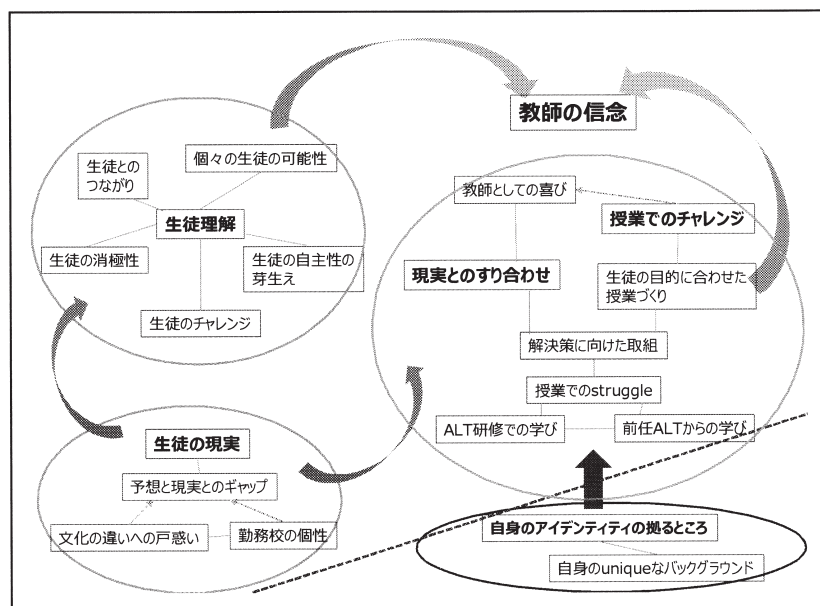 教師の信念
生徒との
つながり
個々の生徒の可能性
生徒理解
生徒の消極性
生徒の自主性の
芽生え
生徒のチャレンジ
教師としての喜び
授業でのチャレンジ
現実とのすり合わせ
生徒の目的に合わせた
授業づくり
解決策に向けた取組
授業でのstruggle
ALT研修での学び
前任ALTからの学び
生徒の現実
予想と現実とのギャップ
文化の違いへの戸惑い
勤務校の個性
自身のアイデンティティの拠るところ
自身のuniqueなバックグラウンド